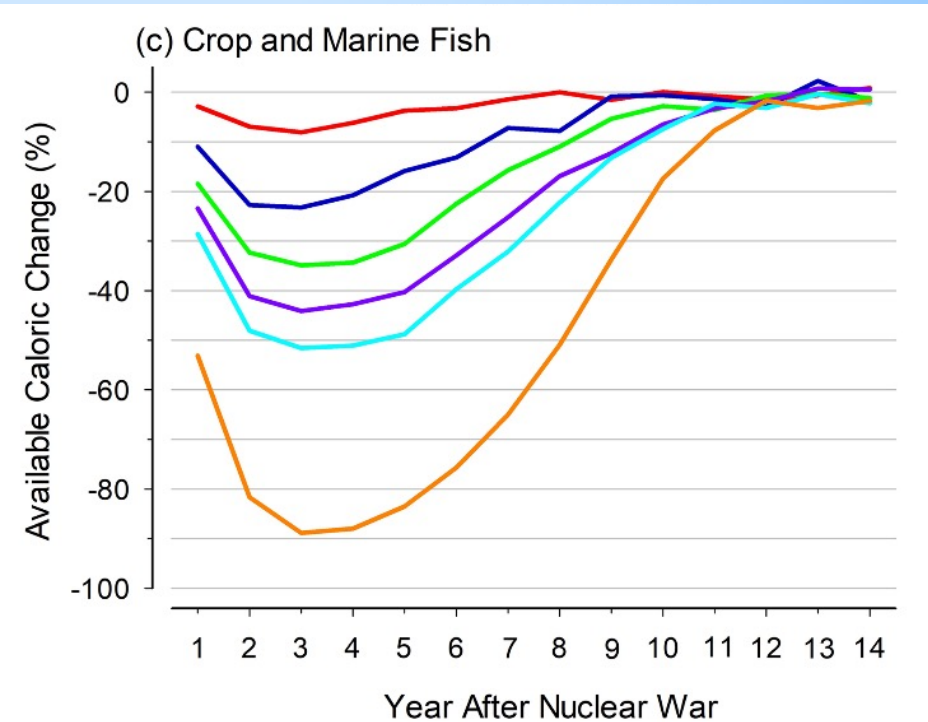 (c) Crop and Marine Fish
Available Caloric Change (%)
0
-20
-40
-60
-80
-100
1 2 3 4 5 6 7 8 9 10 11 12 13 14
Year After Nuclear War